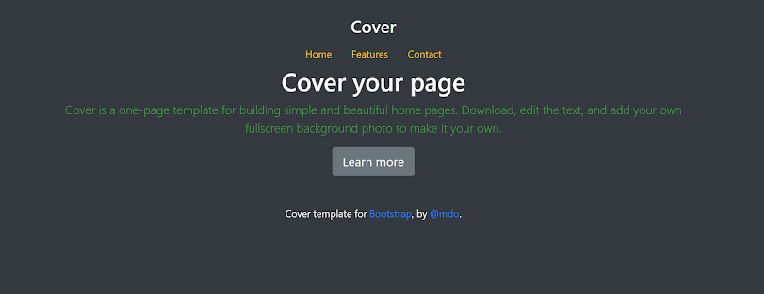 Cover
Home Features Contact
Cover your page
Cover is a one-page template for building simple and beautiful home pages. Download, edit the text, and add your own
fullscreen background photo to make it your own.
Learn more
Cover template for Bootstrap, by @mdo.